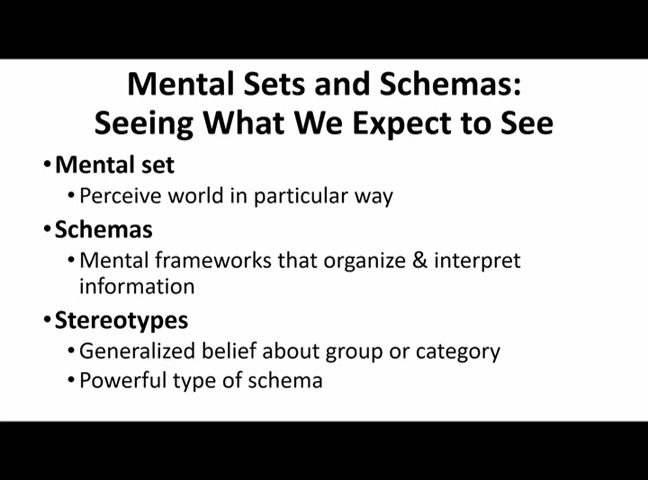 Mental Sets and Schemas:
Seeing What We Expect to See
•Mental set
•Perceive world in particular way
•Schemas
•Mental frameworks that organize & interpret
information
•Stereotypes
•Generalized belief about group or category
•Powerful type of schema